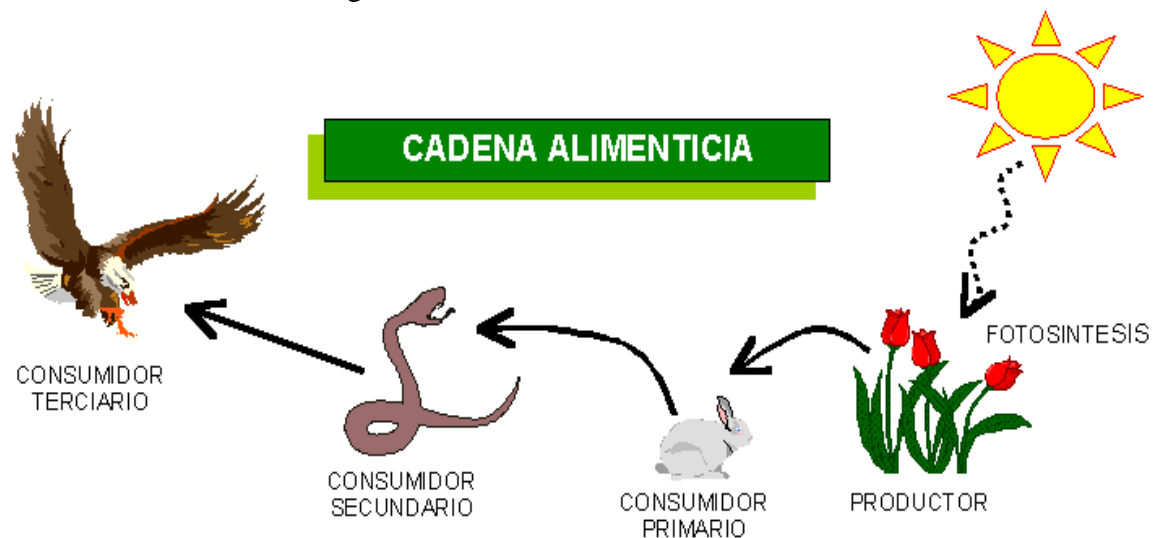 CADENA ALIMENTICIA
FOTOSINTESIS
CONSUMIDOR
TERCIARIO
CONSUMIDOR
SECUNDARIO
CONSUMIDOR
PRIMARIO
PRODUCTOR